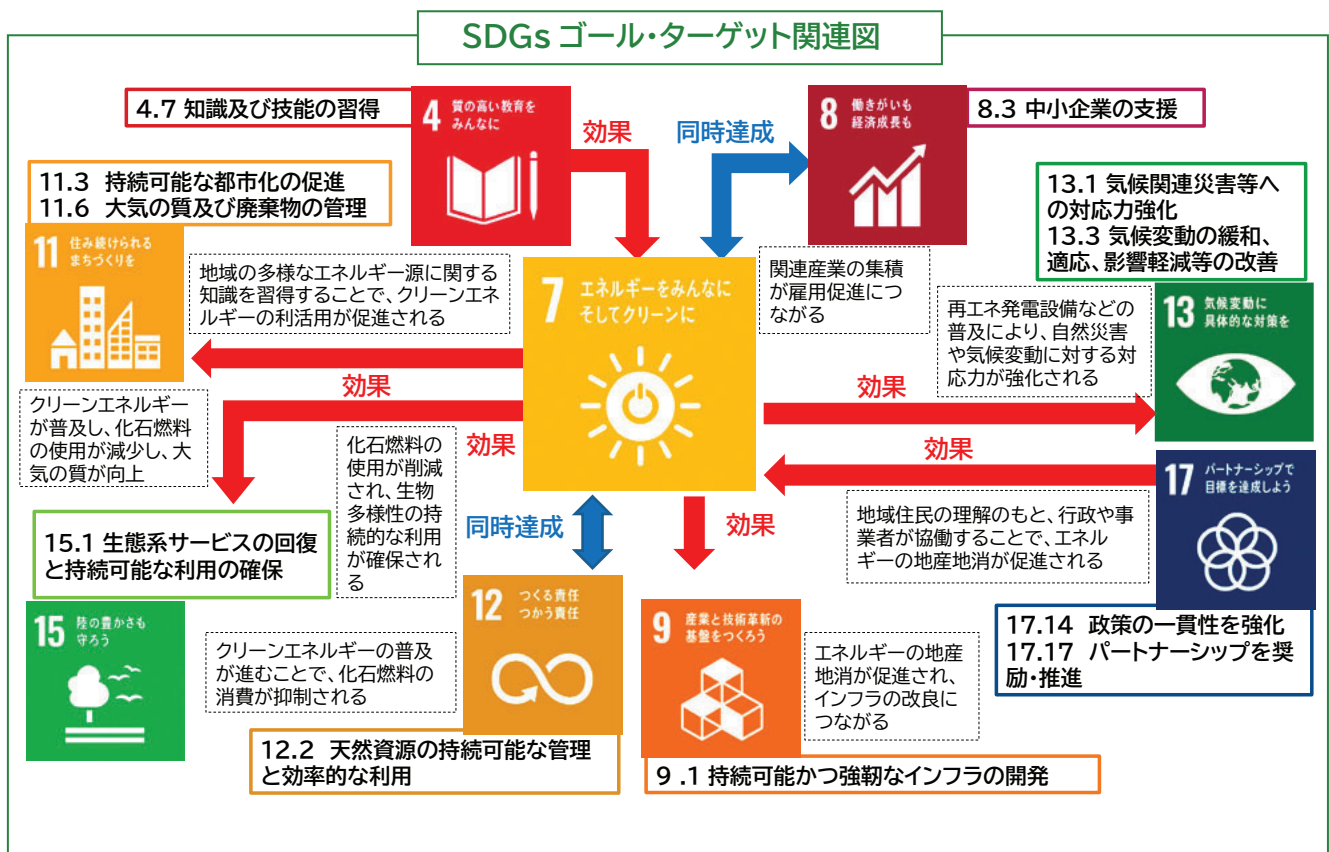 SDGs ゴール・ターゲット関連図
4.7 知識及び技能の習得
4 質の高い教育を
みんなに
効果
同時達成
8 働きがいも
経済成長も
8.3 中小企業の支援
11.3 持続可能な都市化の促進
11.6 大気の質及び廃棄物の管理
13.1 気候関連災害等へ
の対応力強化
13.3 気候変動の緩和、
適応、影響軽減等の改善
11 住み続けられる
まちづくりを
地域の多様なエネルギー源に関する
知識を習得することで、クリーンエネ
ルギーの利活用が促進される
7 エネルギーをみんなに
そしてクリーンに
関連産業の集積
が雇用促進につ
ながる
再エネ発電設備などの
普及により、自然災害
や気候変動に対する対
応力が強化される
13 気候変動に
具体的な対策を
効果
効果
クリーンエネルギー
が普及し、化石燃料
の使用が減少し、大
気の質が向上
効果
化石燃料の
使用が削減
され、生物
多様性の持
続的な利用
が確保され
る
効果
17 パートナーシップで
目標を達成しよう
同時達成
効果
地域住民の理解のもと、行政や事
業者が協働することで、エネル
ギーの地産地消が促進される
15.1 生態系サービスの回復
と持続可能な利用の確保
15 陸の豊かさも
守ろう
クリーンエネルギーの普及
が進むことで、化石燃料の
消費が抑制される
12 つくる責任
つかう責任
9 産業と技術革新の
基盤をつくろう
エネルギーの地産
地消が促進され、
インフラの改良に
つながる
17.14 政策の一貫性を強化
17.17 パートナーシップを奨
励・推進
12.2 天然資源の持続可能な管理
と効率的な利用
9 .1 持続可能かつ強靭なインフラの開発